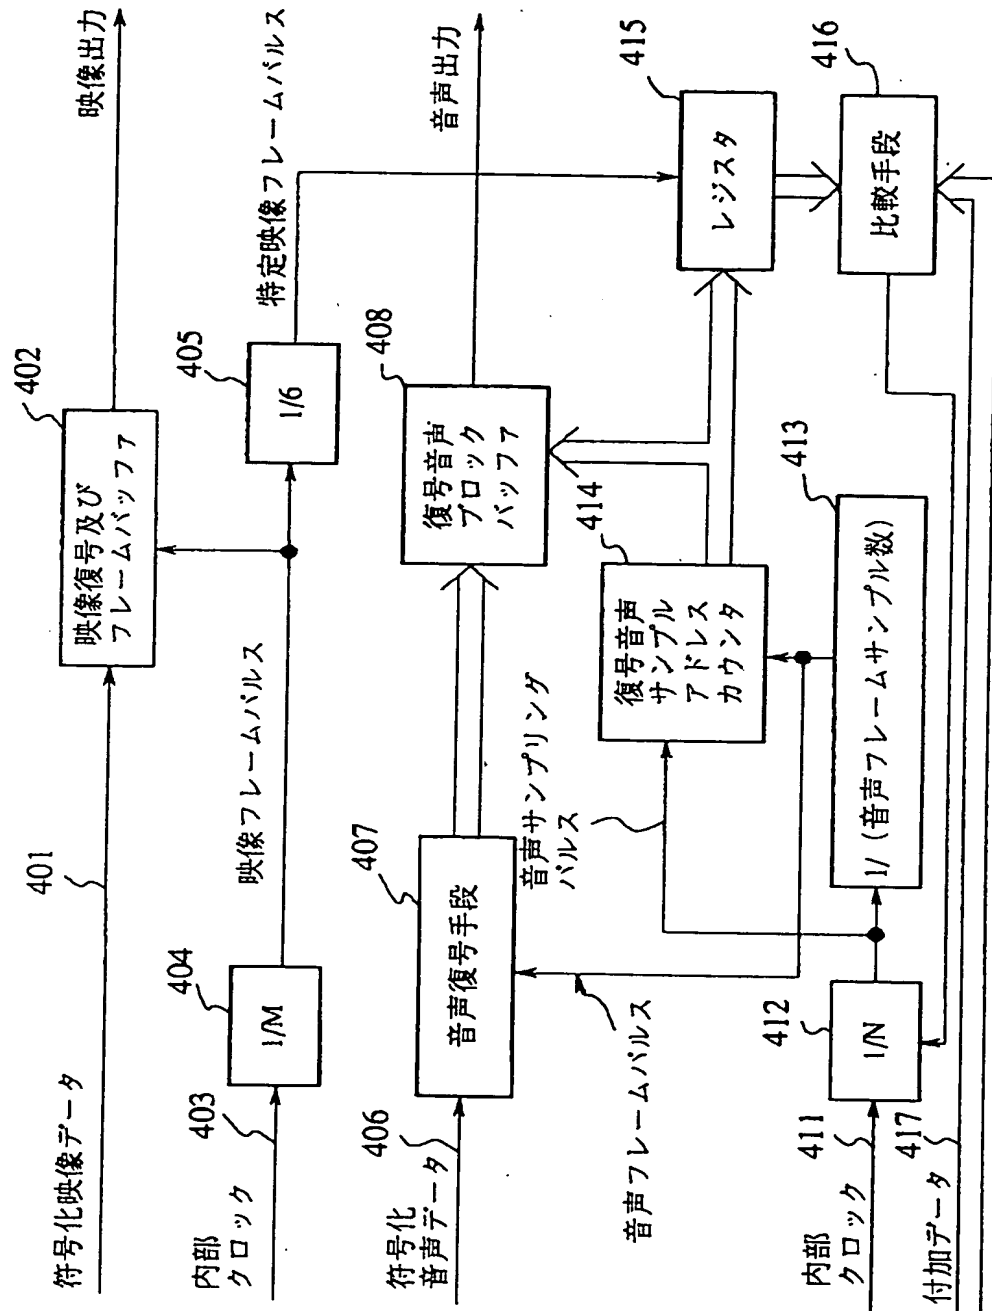 符号化映像データ
401
映像復号及び
フレームバッファ
402
映像出力
内部
クロック
403
1/M
404
映像フレームパルス
1/6
405
特定映像フレームパルス
符号化
音声データ
406
音声復号手段
407
復号音声
ブロック
バッファ
408
音声出力
音声サンプリング
パルス
復号音声
サンプル
アドレス
カウンタ
414
レジスタ
415
音声フレームパルス
内部
クロック
411
1/N
412
1/(音声フレームサンプル数)
413
比較手段
416
付加データ
417